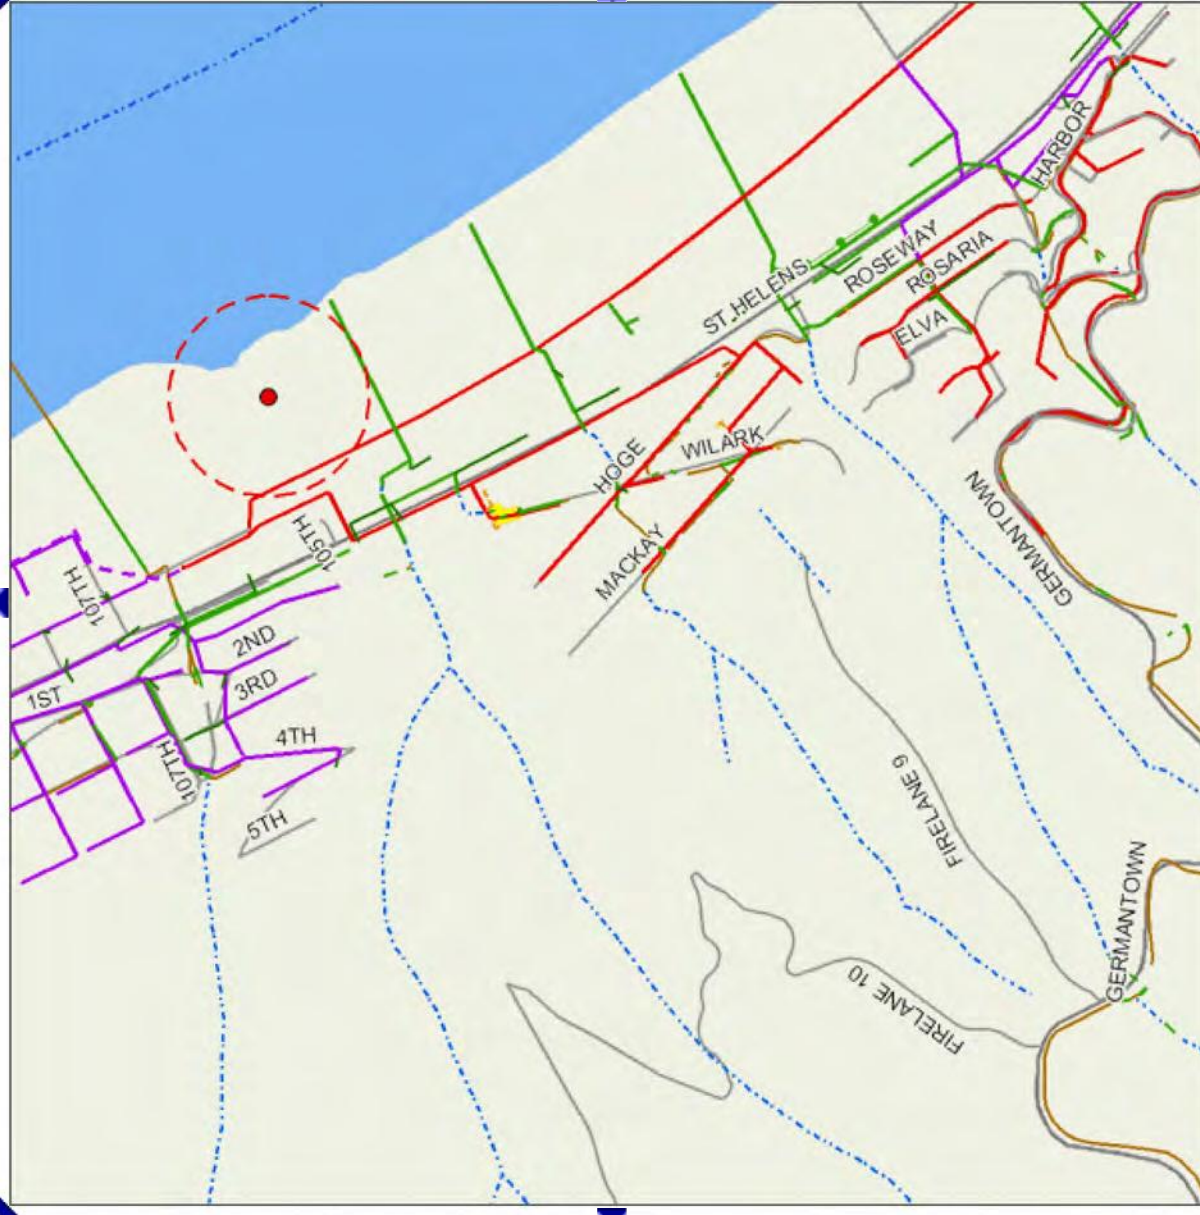 HARBOR
ROSEWAY
ROSARIA
ST HELENS
ELVA
WILARK
HOGE
GERMANTOWN
105TH
MACKAY
107TH
2ND
3RD
1ST
4TH
107TH
5TH
FIRELANE 9
GERMANTOWN
FIRELANE 10